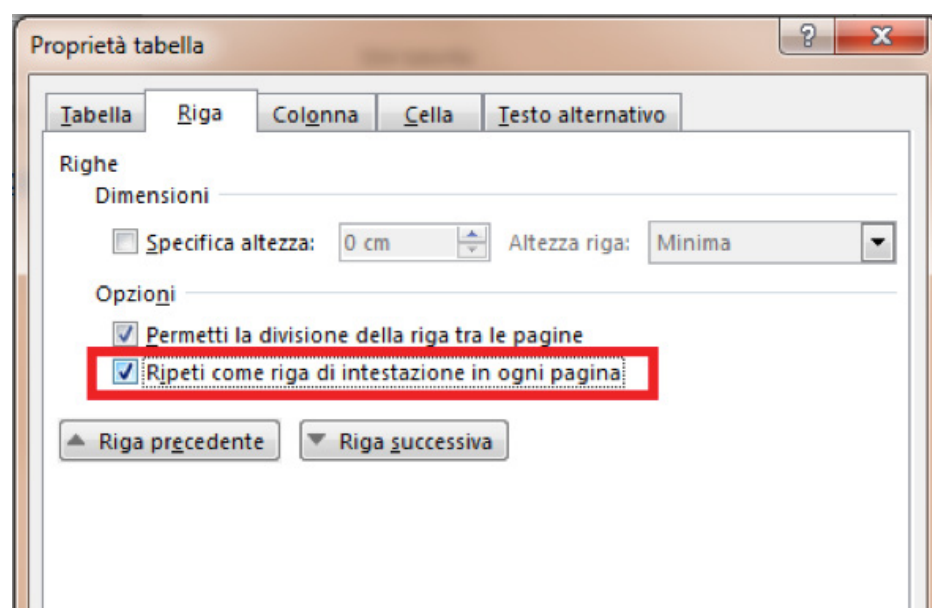 Proprietà tabella
Tabella Riga Colonna Cella Testo alternativo
Righe
Dimensioni
Specifica altezza: 0 cm Altezza riga: Minima
Opzioni
Permetti la divisione della riga tra le pagine
Ripeti come riga di intestazione in ogni pagina
Riga precedente Riga successiva